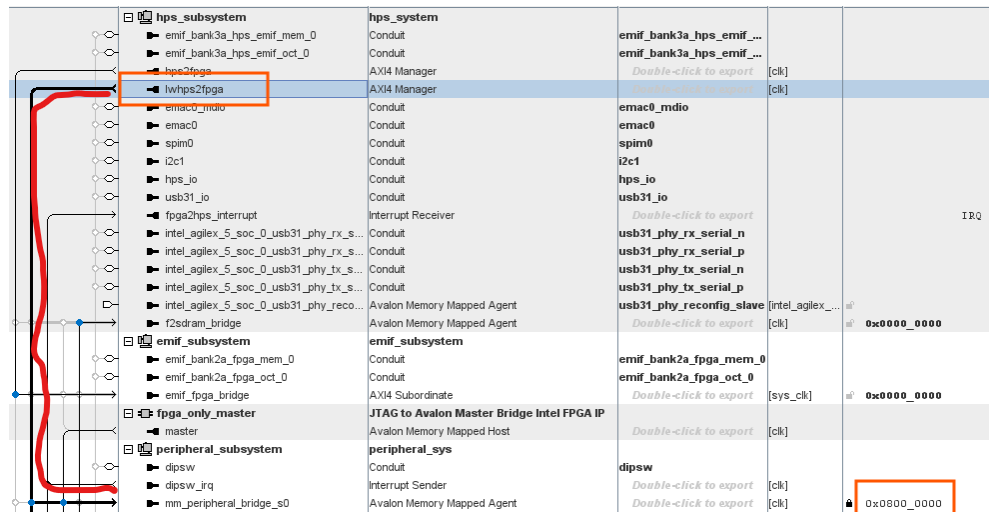 hps_subsystem hps_system
emif_bank3a_hps_emif_mem_0 Conduit emif_bank3a_hps_emif_...
emif_bank3a_hps_emif_oct_0 Conduit emif_bank3a_hps_emif_...
hps2fpga AXI4 Manager Double-click to export [clk]
lwhps2fpga AXI4 Manager Double-click to export [clk]
emac0_mdio Conduit emac0_mdio
emac0 Conduit emac0
spim0 Conduit spim0
i2c1 Conduit i2c1
hps_io Conduit hps_io
usb31_io Conduit usb31_io
fpga2hps_interrupt Interrupt Receiver Double-click to export IRQ
intel_agilex_5_soc_0_usb31_phy_rx_s... Conduit usb31_phy_rx_serial_n
intel_agilex_5_soc_0_usb31_phy_rx_s... Conduit usb31_phy_rx_serial_p
intel_agilex_5_soc_0_usb31_phy_tx_s... Conduit usb31_phy_tx_serial_n
intel_agilex_5_soc_0_usb31_phy_tx_s... Conduit usb31_phy_tx_serial_p
intel_agilex_5_soc_0_usb31_phy_reco... Avalon Memory Mapped Agent usb31_phy_reconfig_slave [intel_agilex_...
f2sdram_bridge Avalon Memory Mapped Agent Double-click to export [clk] 0x0000_0000
emif_subsystem emif_subsystem
emif_bank2a_fpga_mem_0 Conduit emif_bank2a_fpga_mem_0
emif_bank2a_fpga_oct_0 Conduit emif_bank2a_fpga_oct_0
emif_fpga_bridge AXI4 Subordinate Double-click to export [sys_clk] 0x0000_0000
fpga_only_master JTAG to Avalon Master Bridge Intel FPGA IP
master Avalon Memory Mapped Host Double-click to export [clk]
peripheral_subsystem peripheral_sys
dipsw Conduit dipsw
dipsw_irq Interrupt Sender Double-click to export [clk]
mm_peripheral_bridge_s0 Avalon Memory Mapped Agent Double-click to export [clk] 0x0800_0000